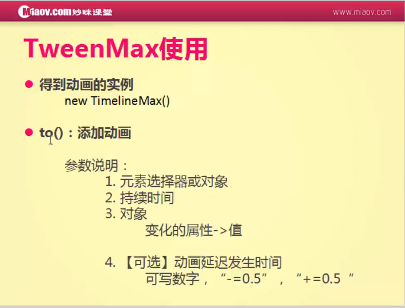 Miaov.com妙味课堂
www.miaov.com
TweenMax使用
得到动画的实例
new TimelineMax()
to()：添加动画
参数说明：
1. 元素选择器或对象
2. 持续时间
3. 对象
变化的属性->值
4. 【可选】动画延迟发生时间
可写数字，“-=0.5”，“+=0.5 “